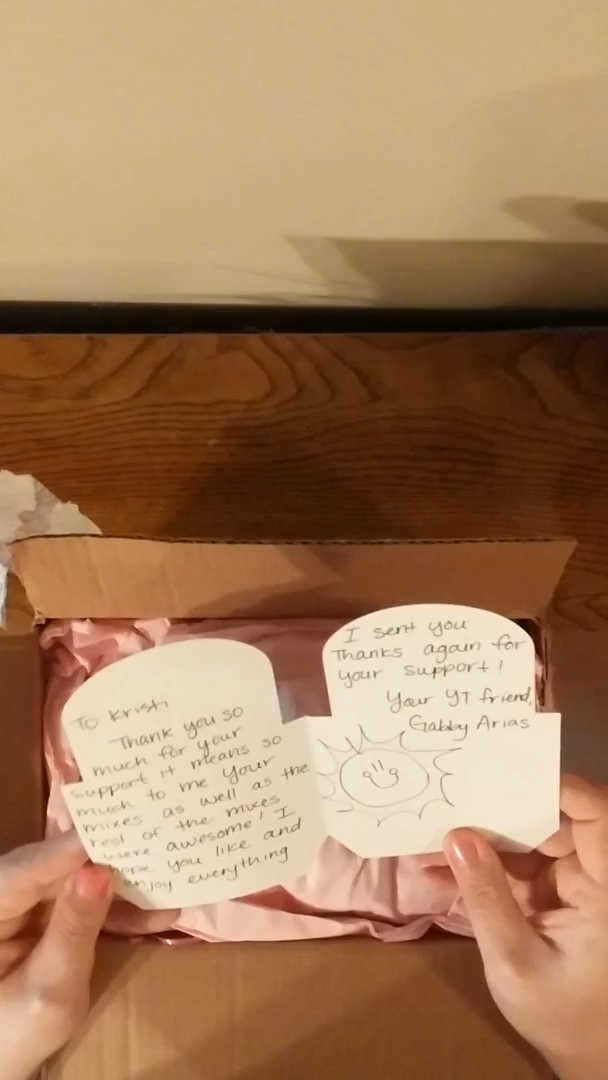 To Kristi
Thank you so
much for your
support it means so
much to me your
mixes as well as the
rest of the mixes
were awesome! I
hope you like and
enjoy everything
I sent you
Thanks again for
your support!
Your YT friend,
Gabby Arias